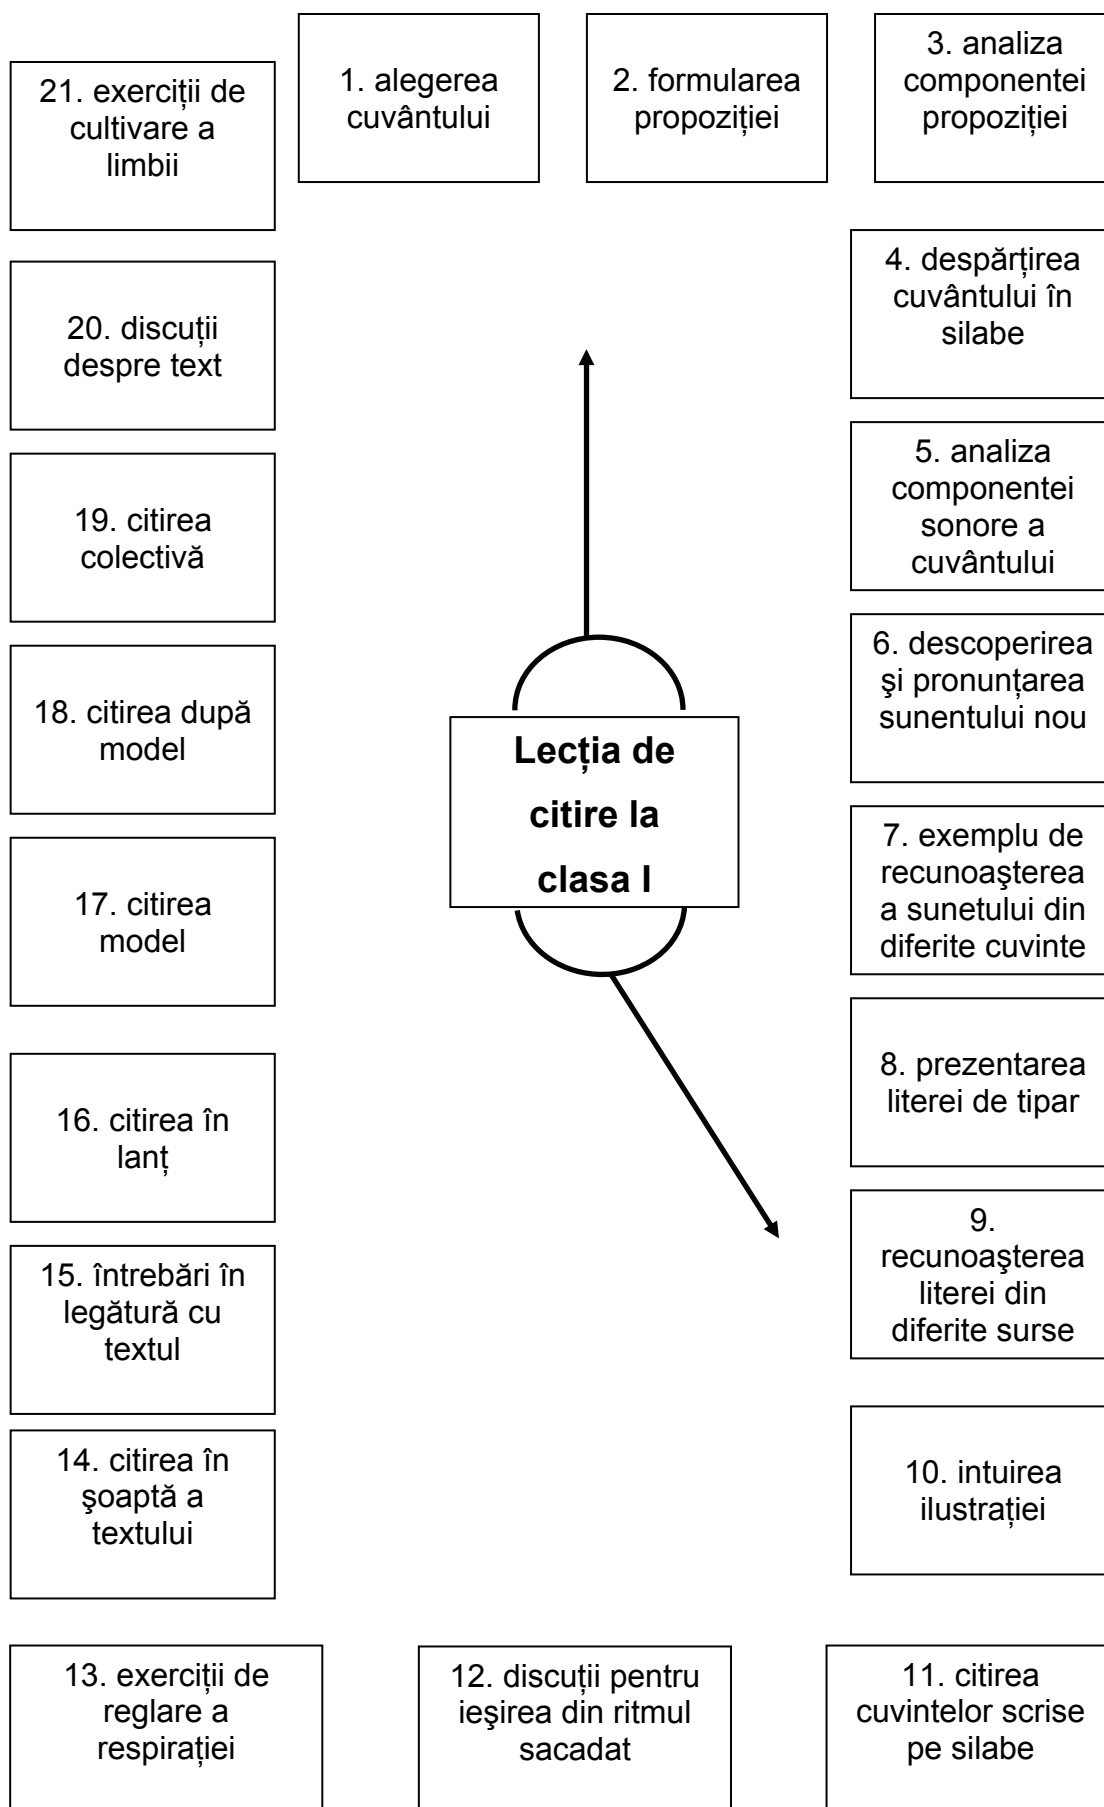 1. alegerea
cuvântului
2. formularea
propoziției
3. analiza
componentei
propoziției
4. despărțirea
cuvântului în
silabe
5. analiza
componentei
sonore a
cuvântului
6. descoperirea
şi pronunțarea
sunentului nou
7. exemplu de
recunoaşterea
a sunetului din
diferite cuvinte
8. prezentarea
literei de tipar
9.
recunoaşterea
literei din
diferite surse
10. intuirea
ilustrației
11. citirea
cuvintelor scrise
pe silabe
12. discuții pentru
ieşirea din ritmul
sacadat
13. exerciții de
reglare a
respirației
14. citirea în
şoaptă a
textului
15. întrebări în
legătură cu
textul
16. citirea în
lanț
17. citirea
model
18. citirea după
model
19. citirea
colectivă
20. discuții
despre text
21. exerciții de
cultivare a
limbii
Lecția de
citire la
clasa I